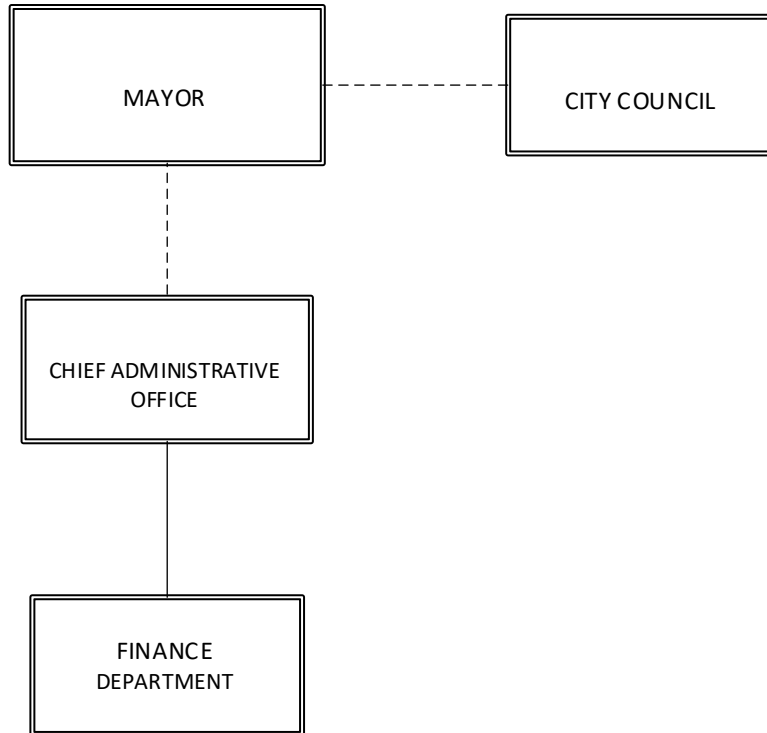 MAYOR
CITY COUNCIL
CHIEF ADMINISTRATIVE
OFFICE
FINANCE
DEPARTMENT